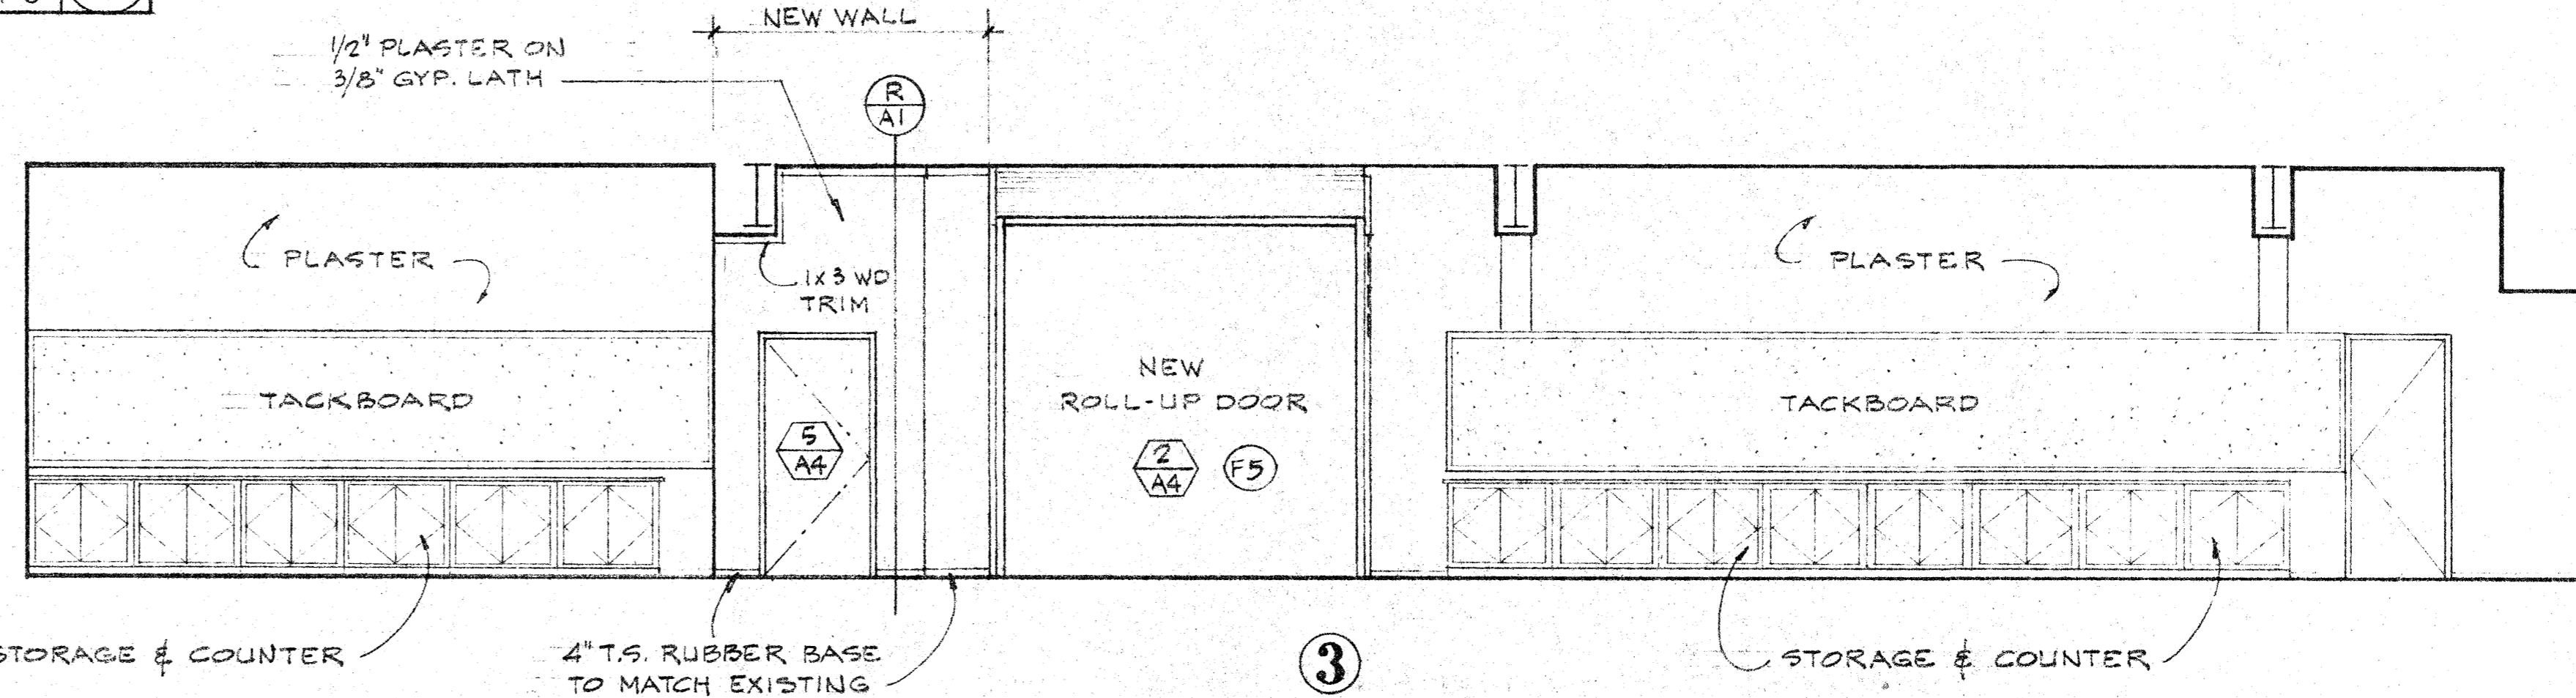 NEW WALL
1/2" PLASTER ON
3/8" GYP. LATH
R
A1
PLASTER
1x3 WD
TRIM
PLASTER
TACKBOARD
5
A4
NEW
ROLL-UP DOOR
2
A4
F5
TACKBOARD
STORAGE & COUNTER
4" T.S. RUBBER BASE
TO MATCH EXISTING
3
STORAGE & COUNTER